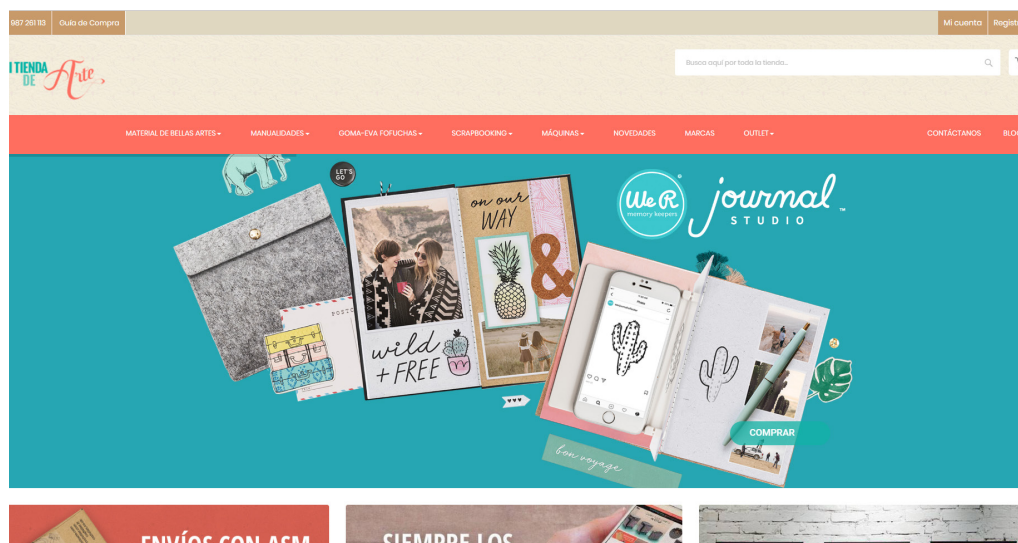 987 261 113 Guía de Compra
Mi cuenta
I TIENDA
DE Arte
Busca aquí por toda la tienda...
MATERIAL DE BELLAS ARTES MANUALIDADES GOMA-EVA FOFUCHAS SCRAPBOOKING MÁQUINAS NOVEDADES MARCAS OUTLET CONTÁCTANOS BLO
LET'S
GO
on our
WAY
&
We R
memory keepers
journal
STUDIO
™
wild
+ FREE
COMPRAR
bon voyage
ENVÍOS CON ASM
SIEMPRE LOS